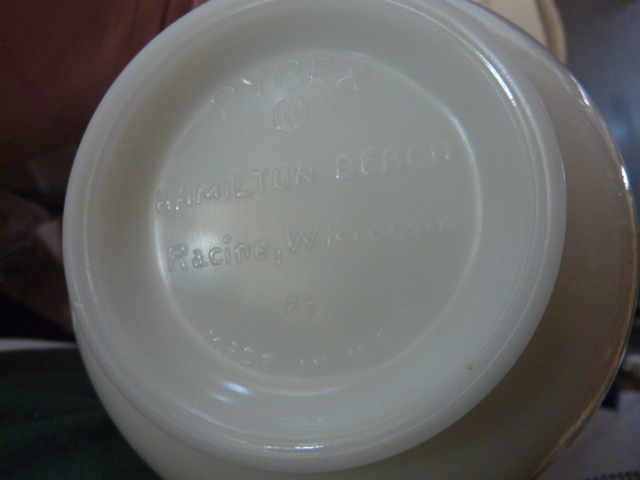 PYREX
®
HAMILTON BEACH
Racine, Wisconsin
MADE IN U.S.